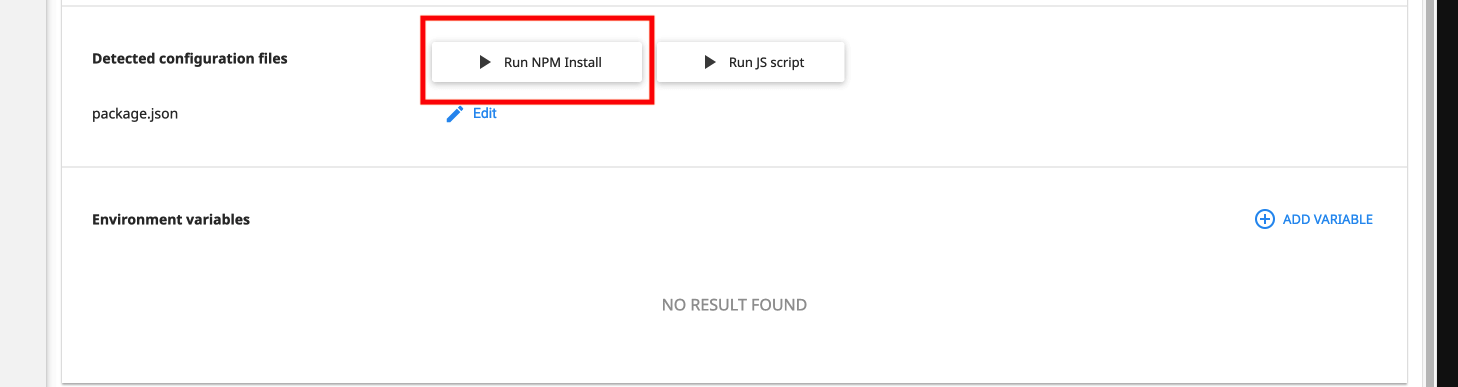 Detected configuration files
Run NPM Install
Run JS script
package.json
Edit
Environment variables
ADD VARIABLE
NO RESULT FOUND